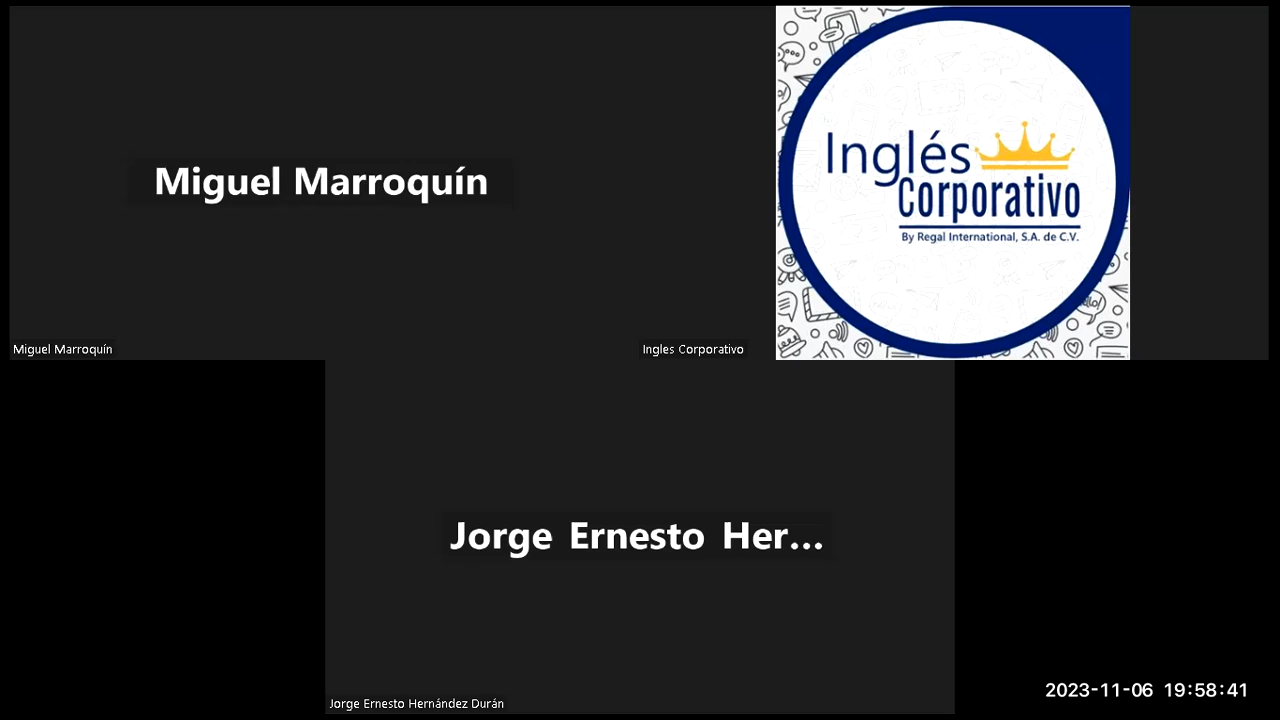 Miguel Marroquín
Miguel Marroquín
Inglés
Corporativo
By Regal International, S.A. de C.V.
Ingles Corporativo
Jorge Ernesto Her...
Jorge Ernesto Hernández Durán
2023-11-06 19:58:41